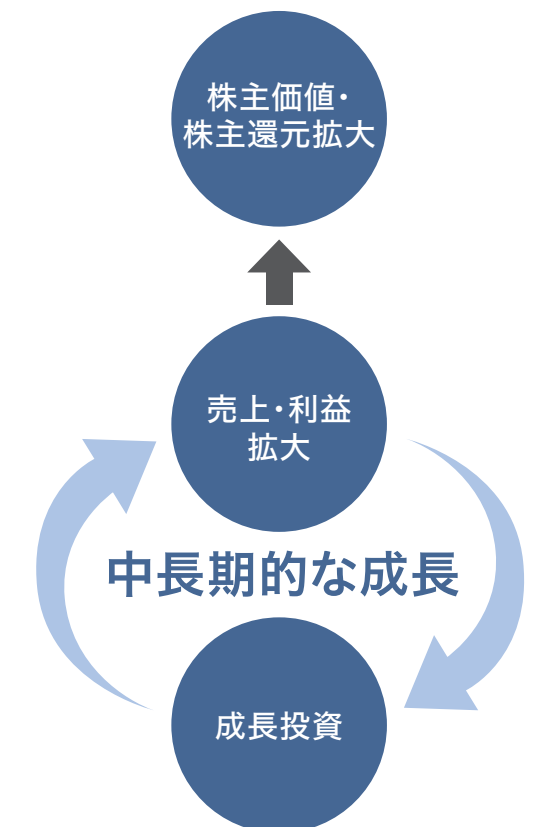 株主価値・
株主還元拡大
売上・利益
拡大
中長期的な成長
成長投資